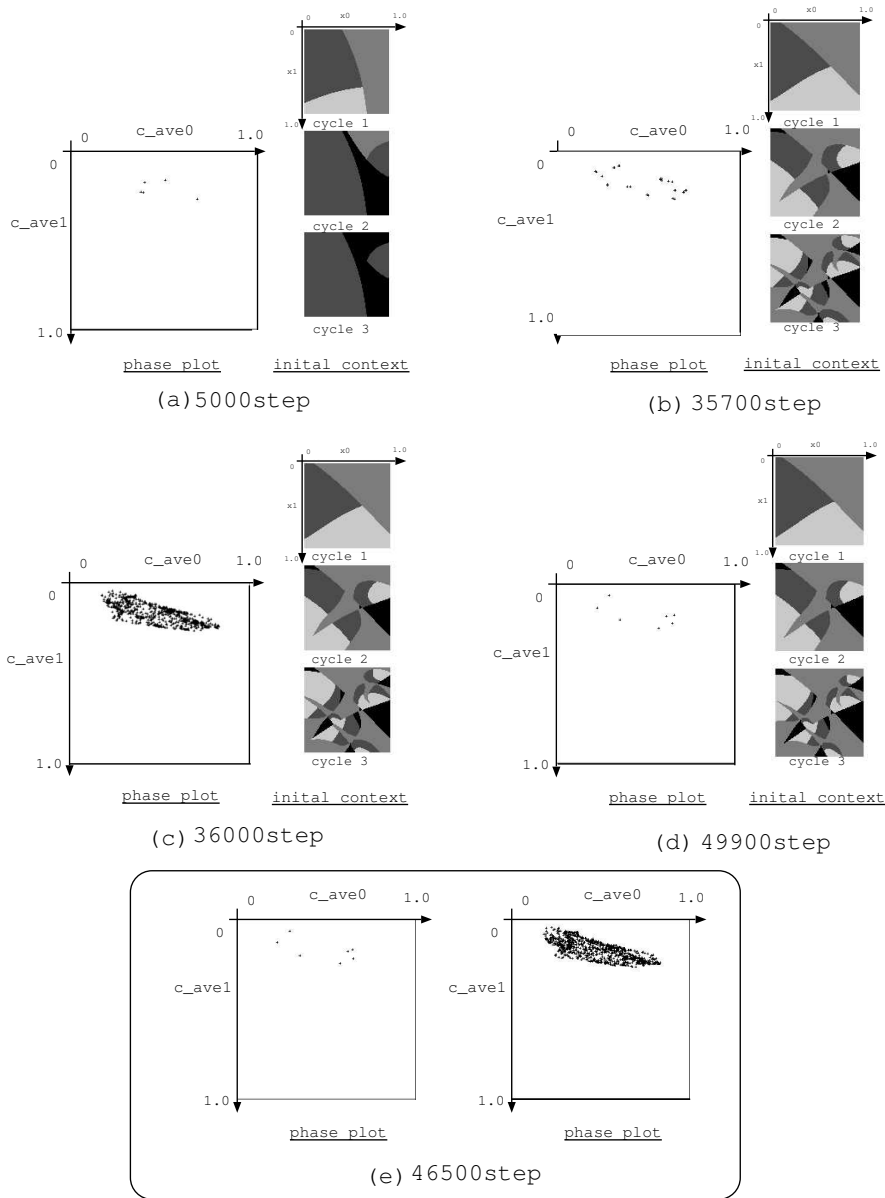 0 x0 1.0
0
x1
1.0
cycle 1
cycle 2
cycle 3
0 c_ave0 1.0
0
c_ave1
1.0
phase plot inital context
(a)5000step
0 x0 1.0
0
x1
1.0
cycle 1
cycle 2
cycle 3
0 c_ave0 1.0
0
c_ave1
1.0
phase plot inital context
(b) 35700step
0 x0 1.0
0
x1
1.0
cycle 1
cycle 2
cycle 3
0 c_ave0 1.0
0
c_ave1
1.0
phase plot inital context
(c) 36000step
0 x0 1.0
0
x1
1.0
cycle 1
cycle 2
cycle 3
0 c_ave0 1.0
0
c_ave1
1.0
phase plot inital context
(d) 49900step
0 c_ave0 1.0
0
c_ave1
1.0
phase plot
0 c_ave0 1.0
0
c_ave1
1.0
phase plot
(e) 46500step